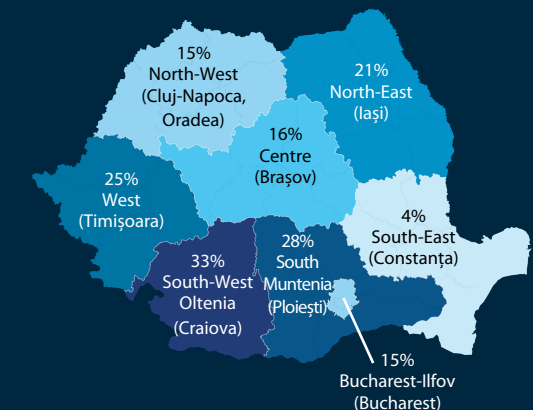 15%
North-West
(Cluj-Napoca,
Oradea)
21%
North-East
(Iași)
16%
Centre
(Brașov)
25%
West
(Timișoara)
4%
South-East
(Constanța)
33%
South-West
Oltenia
(Craiova)
28%
South
Muntenia
(Ploiești)
15%
Bucharest-Ilfov
(Bucharest)